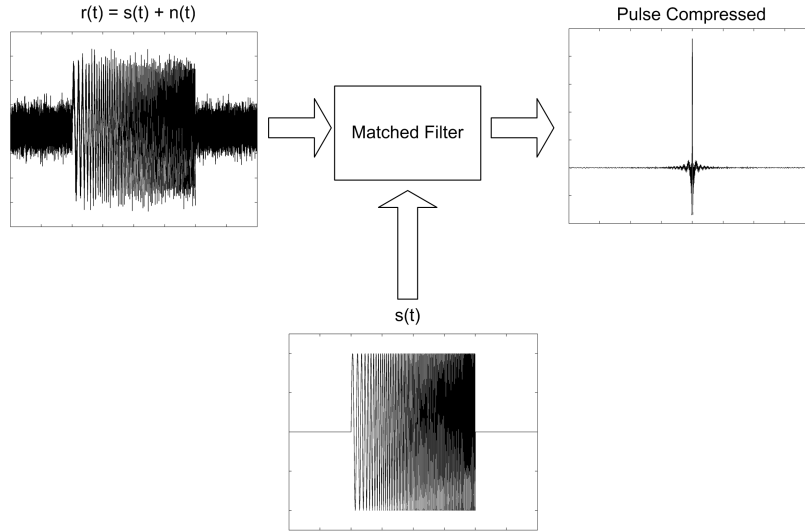 r(t) = s(t) + n(t)
Pulse Compressed
Matched Filter
s(t)